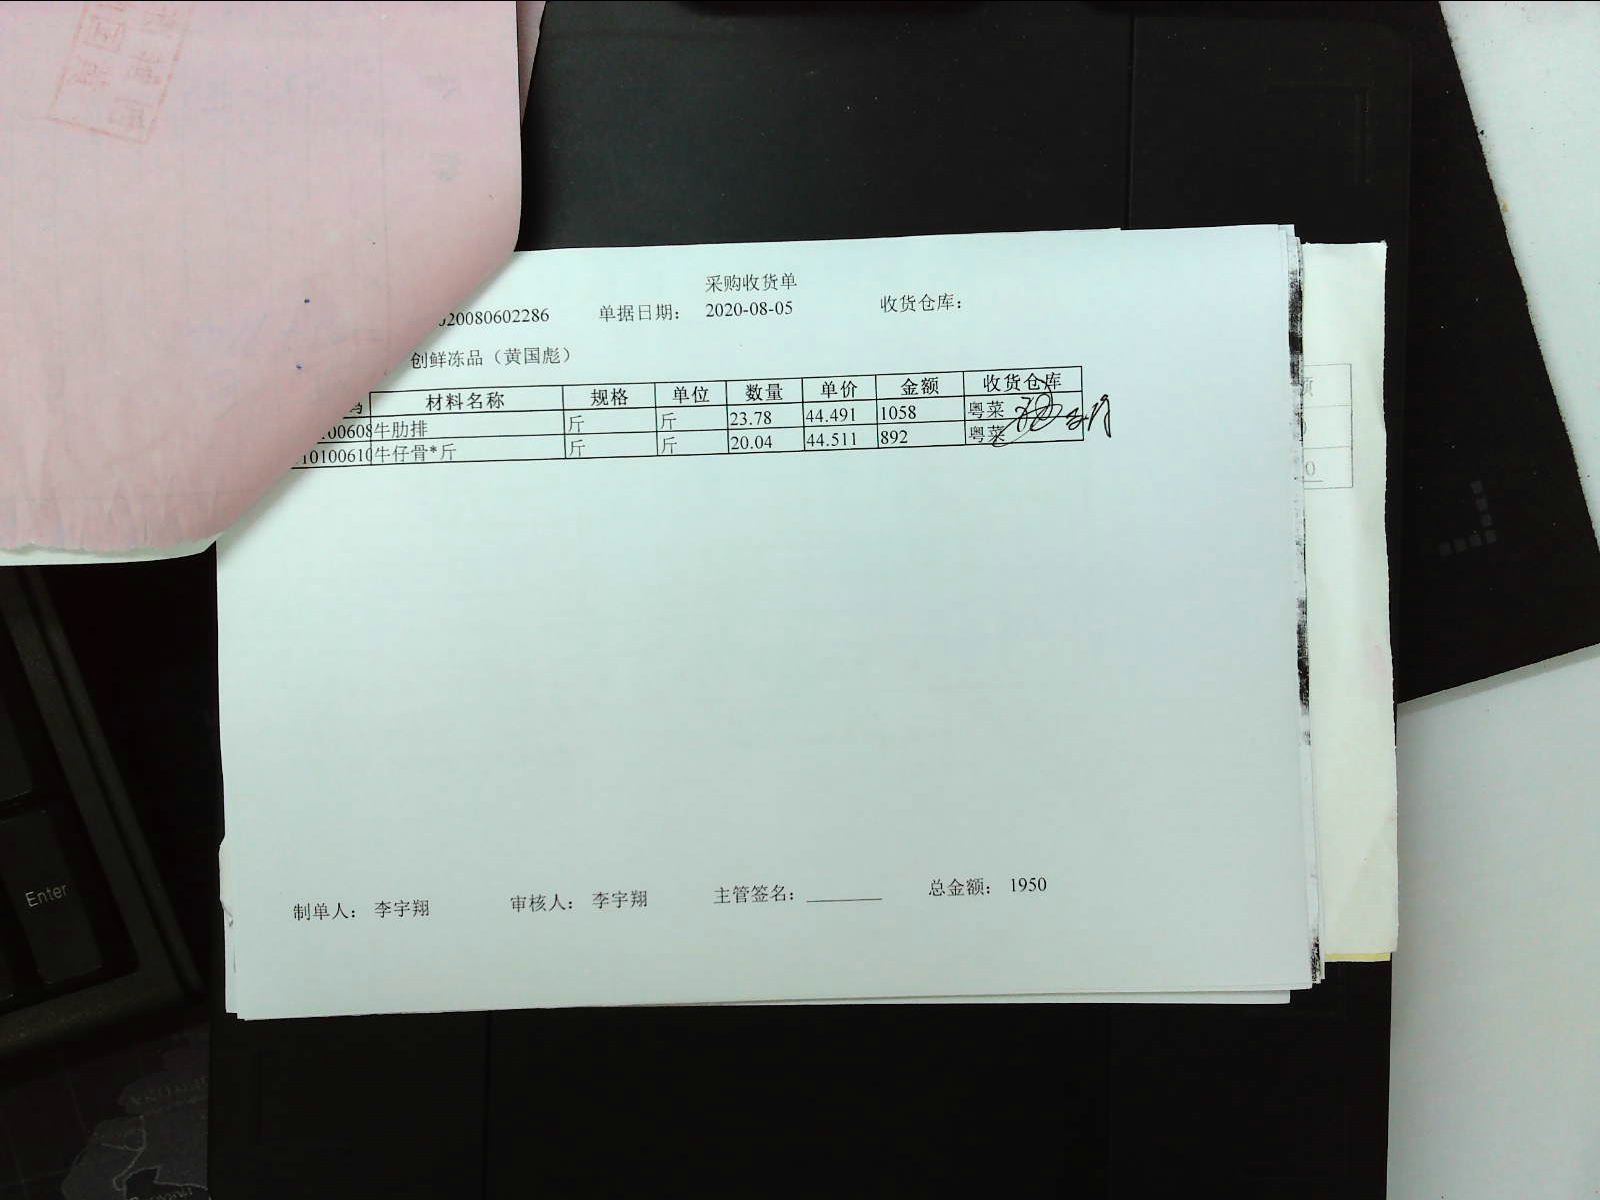 采购收货单
20080602286 单据日期： 2020-08-05 收货仓库：
创鲜冻品（黄国彪）
材料名称 规格 单位 数量 单价 金额 收货仓库
00608 牛肋排 斤 斤 23.78 44.491 1058 粤菜
1010061 牛仔骨*斤 斤 斤 20.04 44.511 892 粤菜
制单人： 李宇翔 审核人： 李宇翔 主管签名： 总金额： 1950
Enter